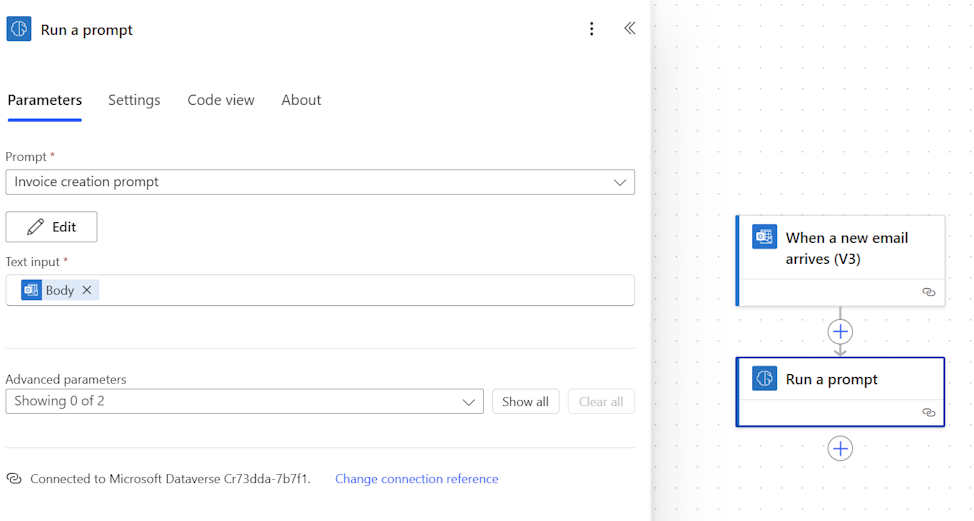 Run a prompt
Parameters Settings Code view About
Prompt *
Invoice creation prompt
Edit
Text input *
Body
Advanced parameters
Showing 0 of 2 Show all Clear all
Connected to Microsoft Dataverse Cr73dda-7b7f1. Change connection reference
When a new email
arrives (V3)
Run a prompt